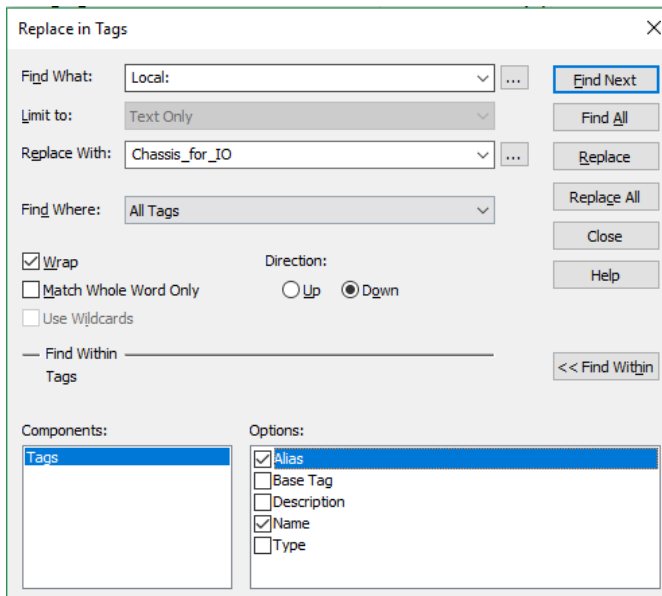 Replace in Tags
Find What: Local: ... Find Next
Limit to: Text Only Find All
Replace With: Chassis_for_IO ... Replace
Find Where: All Tags Replace All
Close
Wrap Direction: Help
Match Whole Word Only Up Down
Use Wildcards
Find Within << Find Within
Tags
Components: Options:
Tags Alias
Base Tag
Description
Name
Type